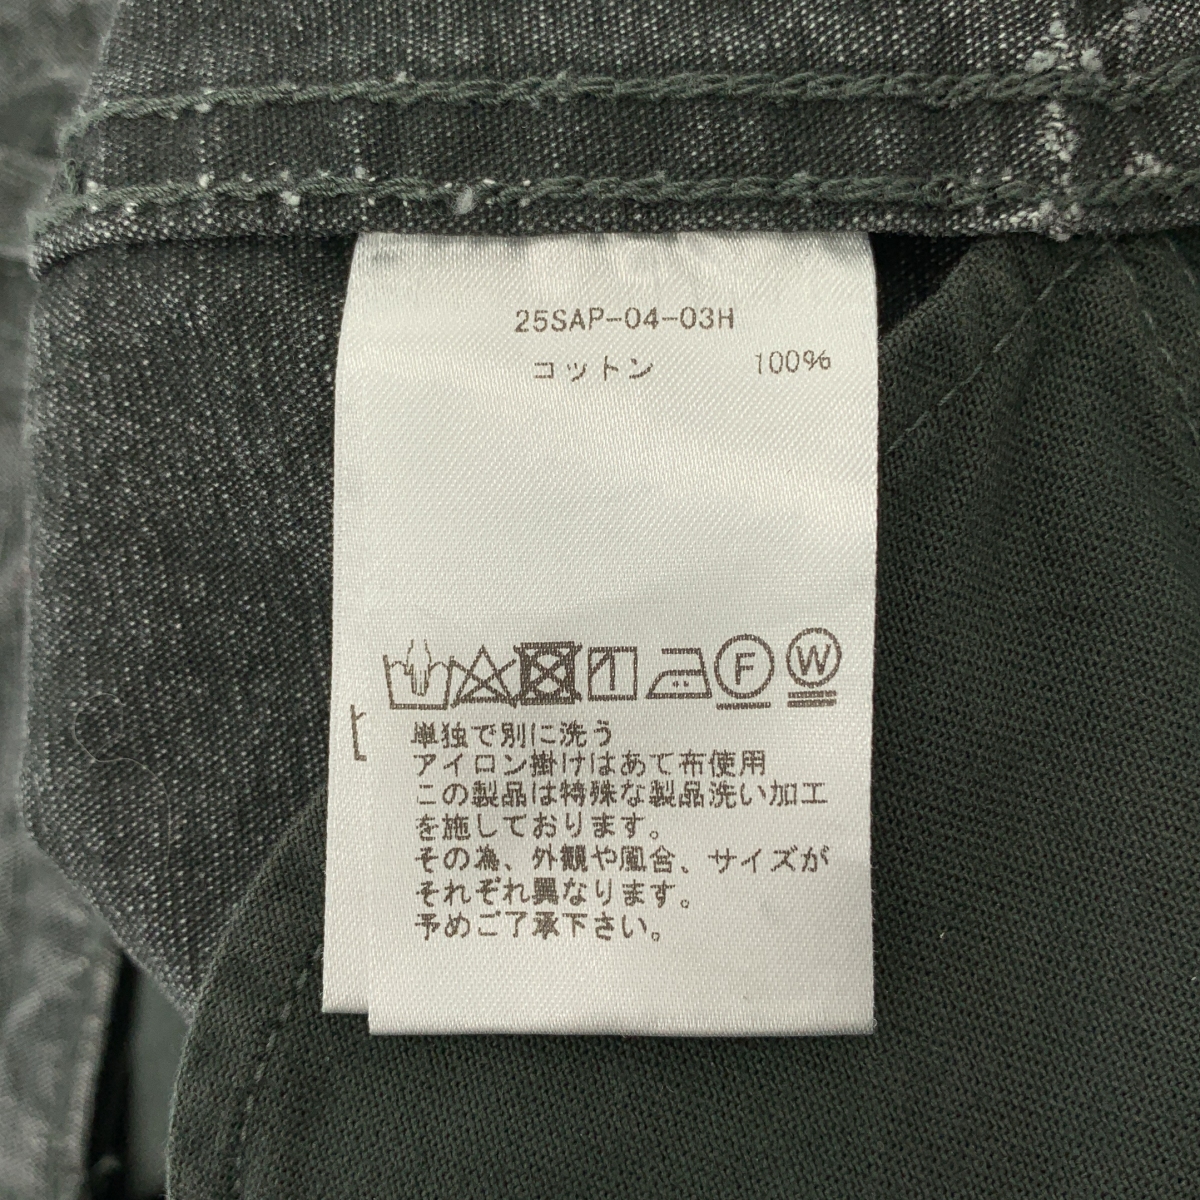 25SAP-04-03H
コットン 100%
F W
単独で別に洗う
アイロン掛けはあて布使用
この製品は特殊な製品洗い加工
を施しております。
その為、外観や風合、サイズが
それぞれ異なります。
予めご了承下さい。